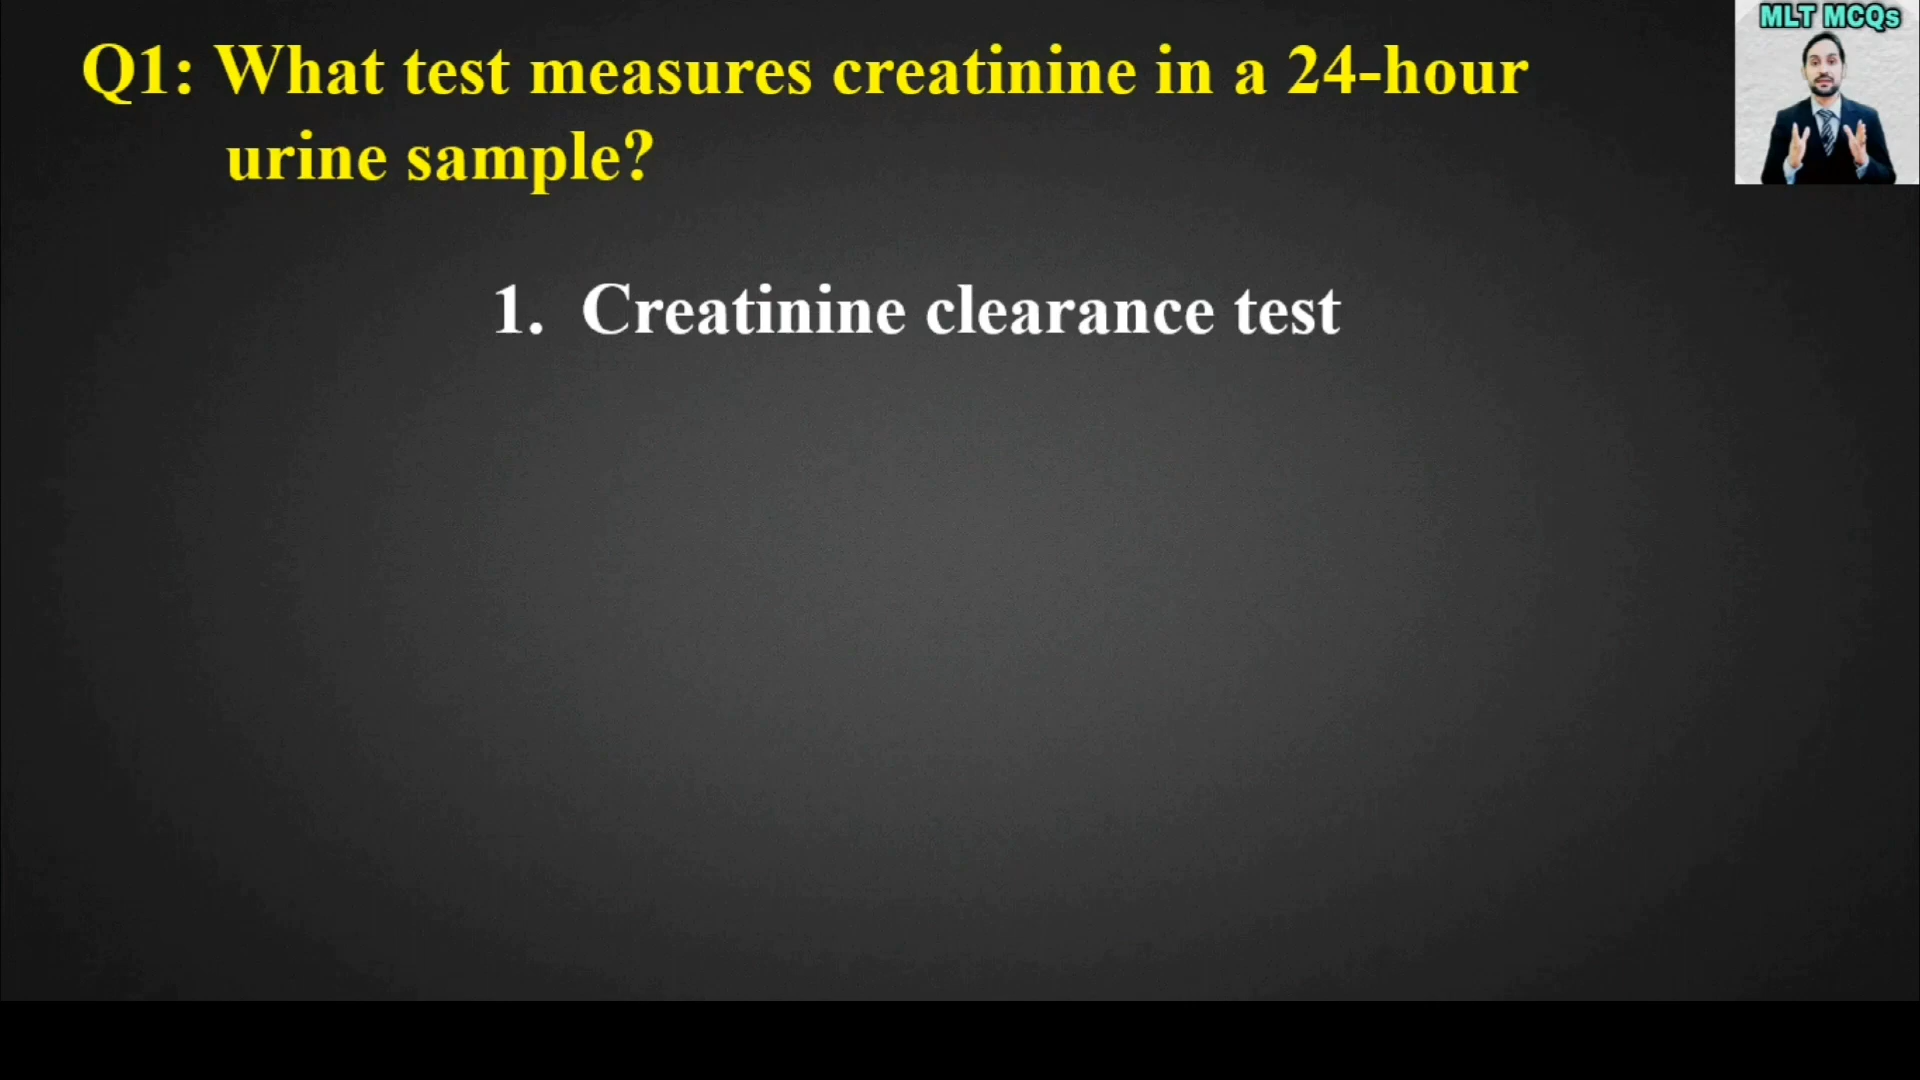 MLT MCQs
Q1: What test measures creatinine in a 24-hour
urine sample?
1. Creatinine clearance test